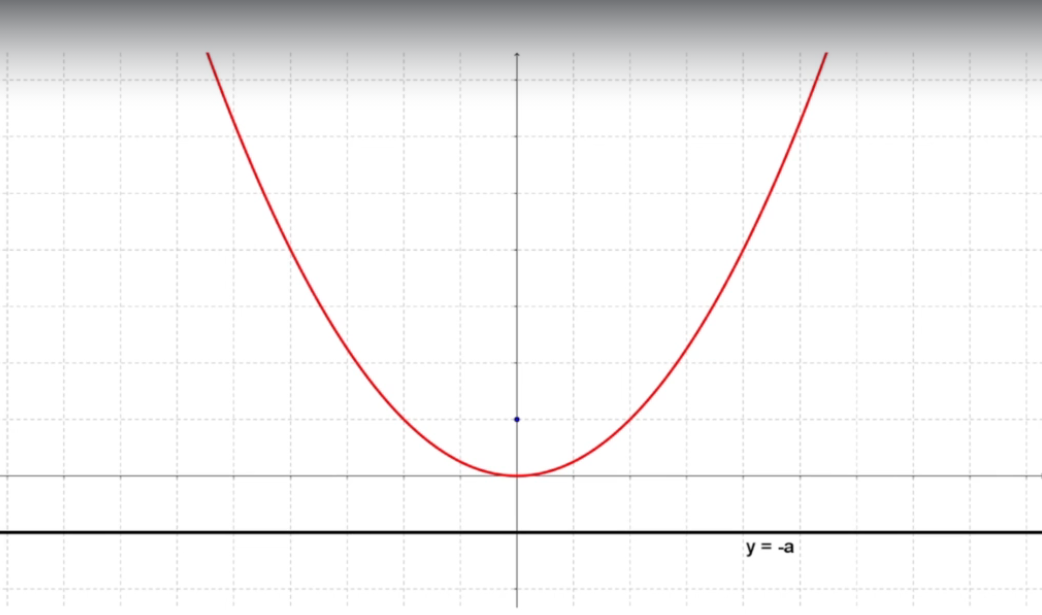 y = -a